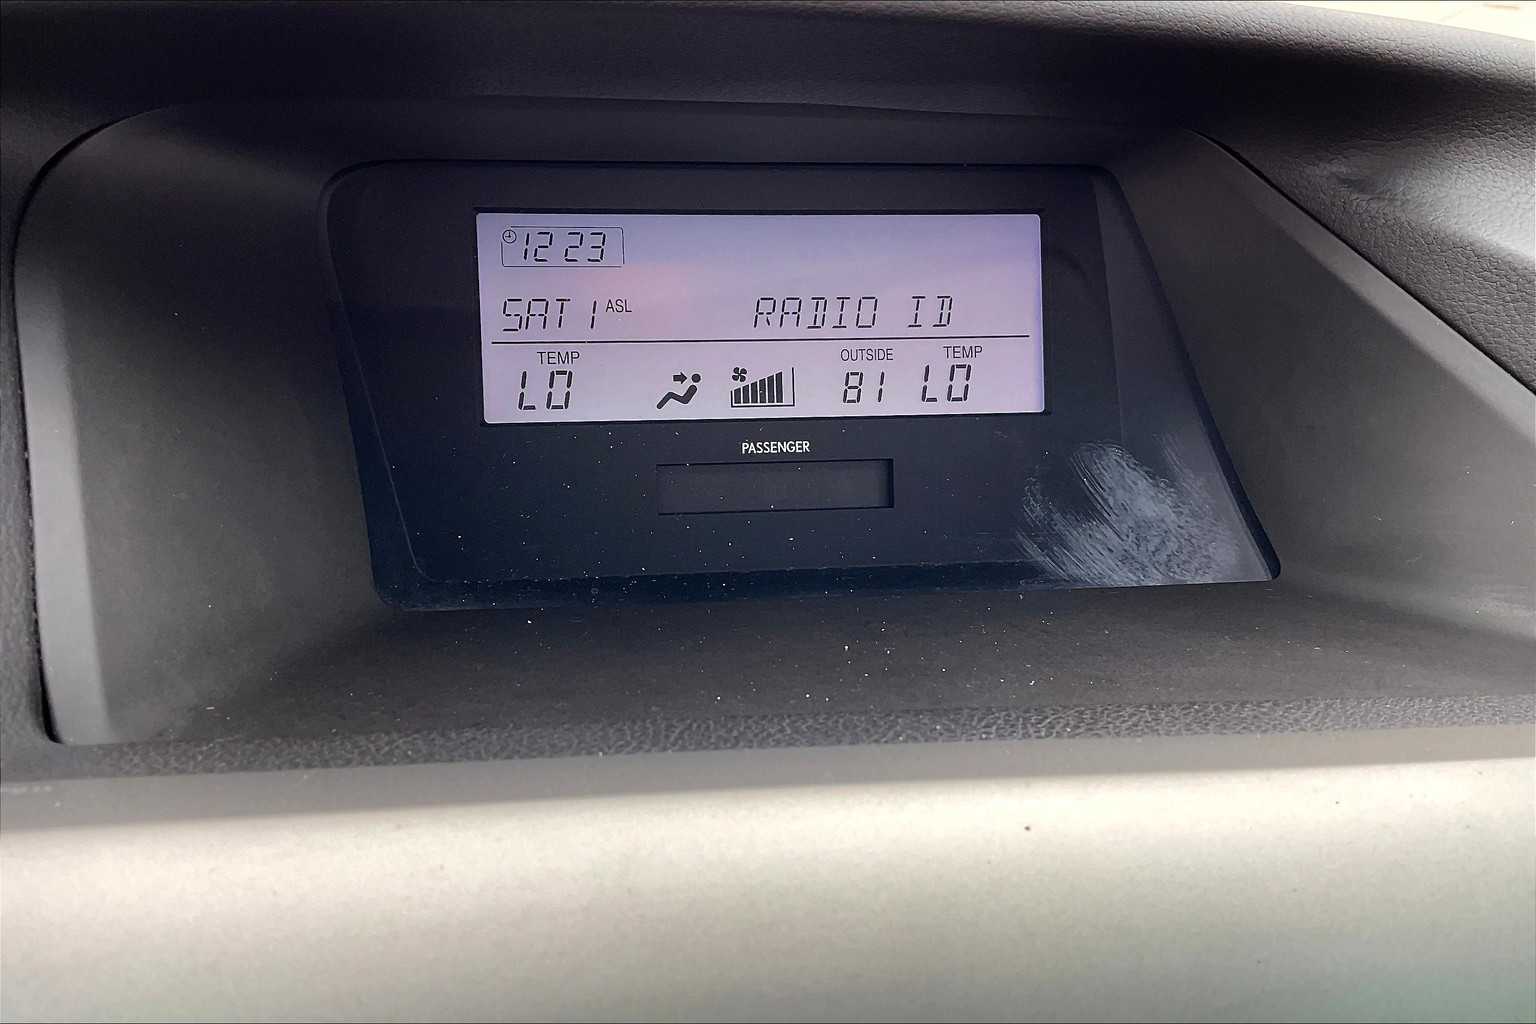 12 23
SAT 1 ASL RADIO ID
TEMP OUTSIDE TEMP
LO 81 LO
PASSENGER